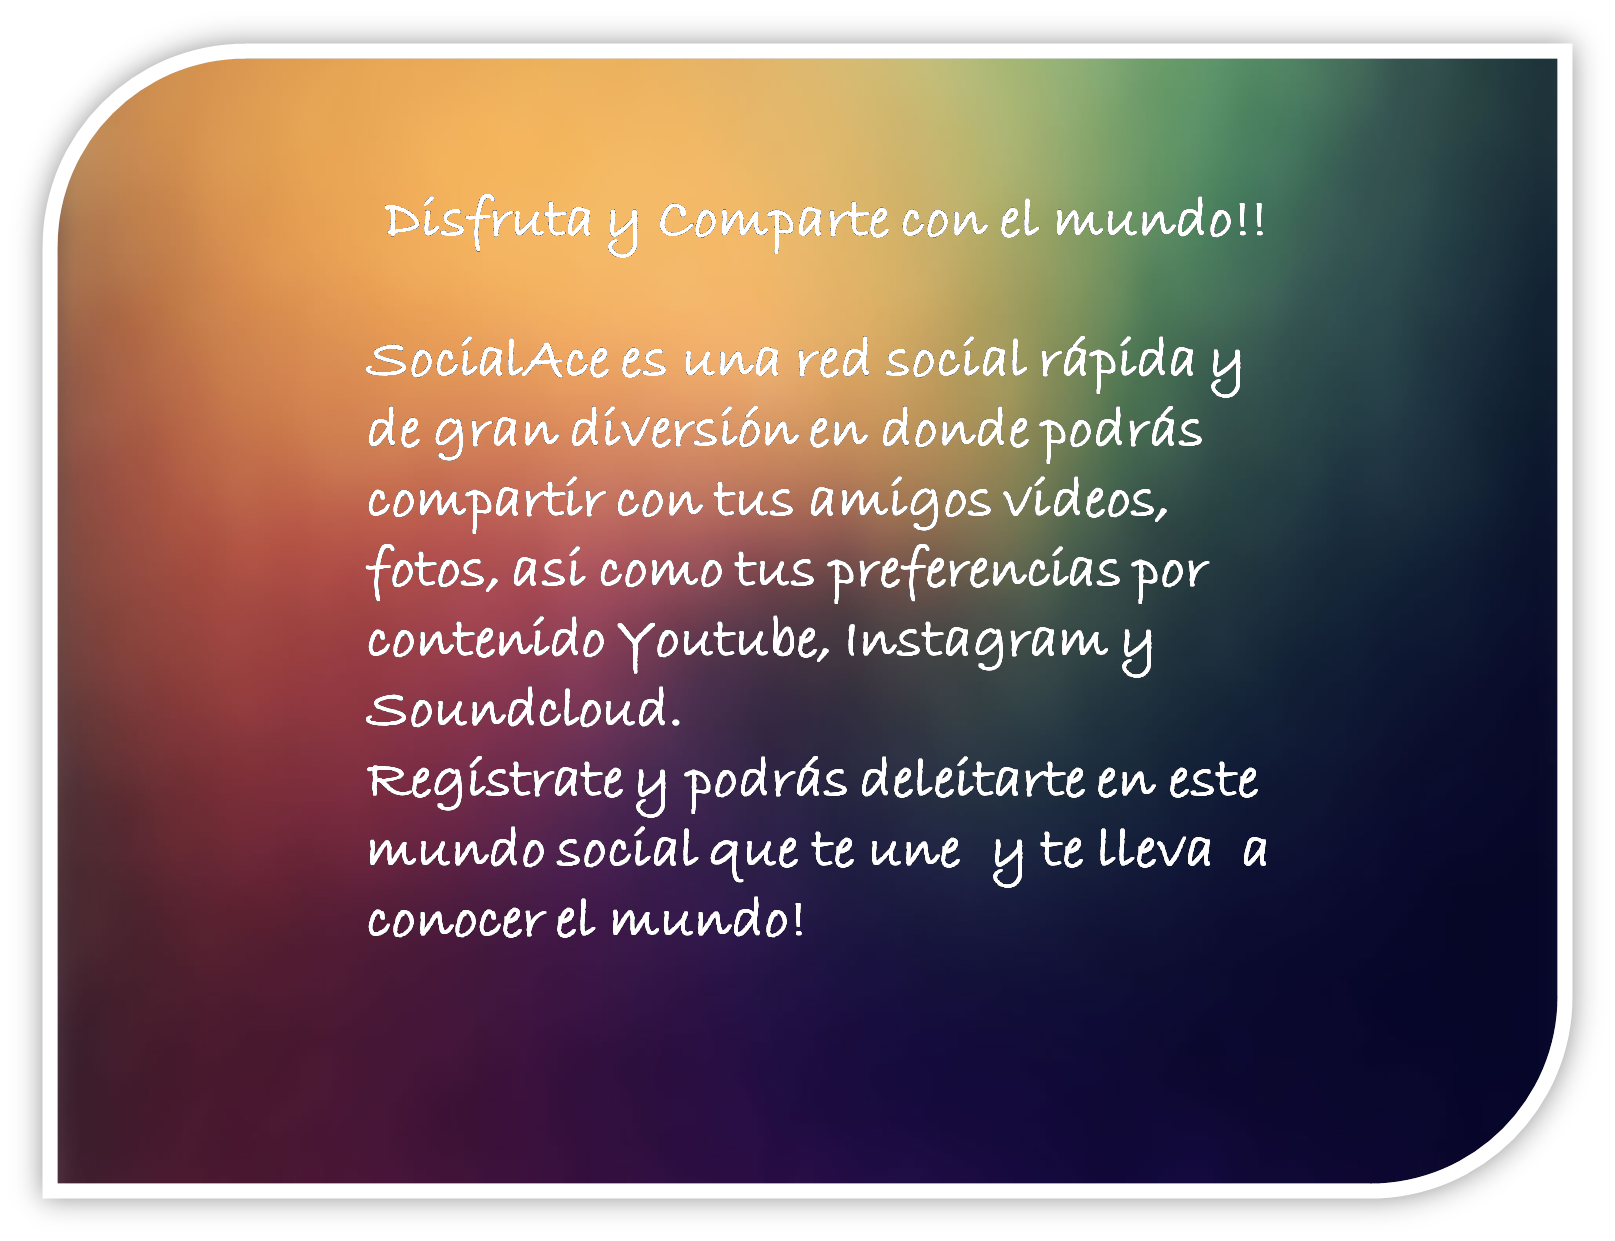 Disfruta y Comparte con el mundo!!
SocialAce es una red social rápida y
de gran diversión en donde podrás
compartir con tus amigos vídeos,
fotos, así como tus preferencias por
contenido Youtube, Instagram y
Soundcloud.
Regístrate y podrás deleitarte en este
mundo social que te une y te lleva a
conocer el mundo!